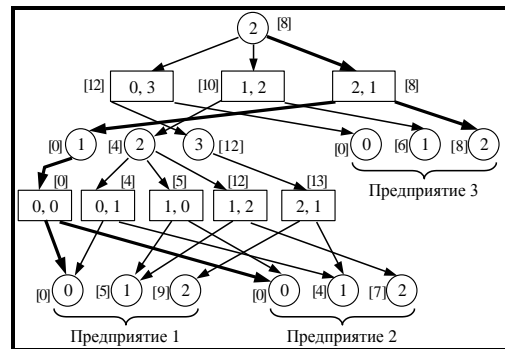 2 [8]
[12] 0, 3 [10] 1, 2 2, 1 [8]
[0] 1 [4] 2 3 [12] [0] 0 [6] 1 [8] 2
Предприятие 3
[0] [4] [5] [12] [13]
0, 0 0, 1 1, 0 1, 2 2, 1
[0] 0 [5] 1 [9] 2 [0] 0 [4] 1 [7] 2
Предприятие 1 Предприятие 2